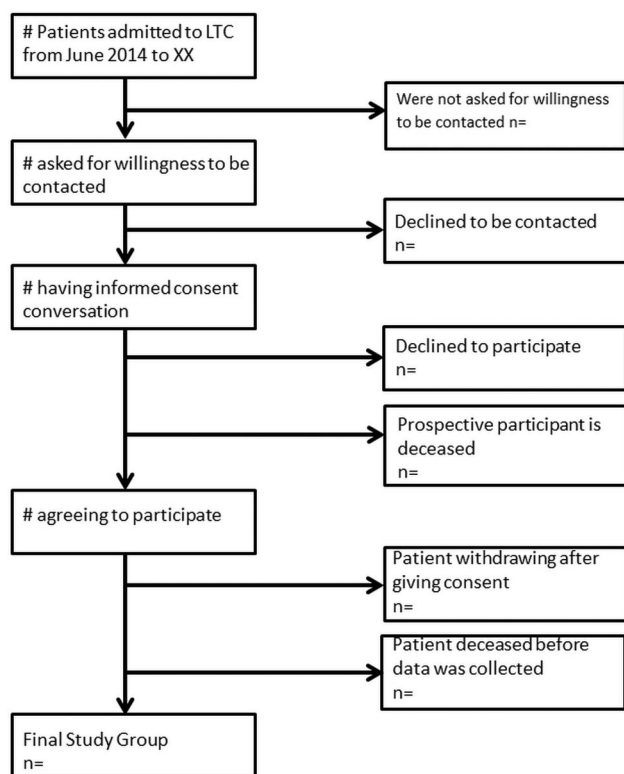 # Patients admitted to LTC
from June 2014 to XX
Were not asked for willingness
to be contacted n=
# asked for willingness to be
contacted
Declined to be contacted
n=
# having informed consent
conversation
Declined to participate
n=
Prospective participant is
deceased
n=
# agreeing to participate
Patient withdrawing after
giving consent
n=
Patient deceased before
data was collected
n=
Final Study Group
n=